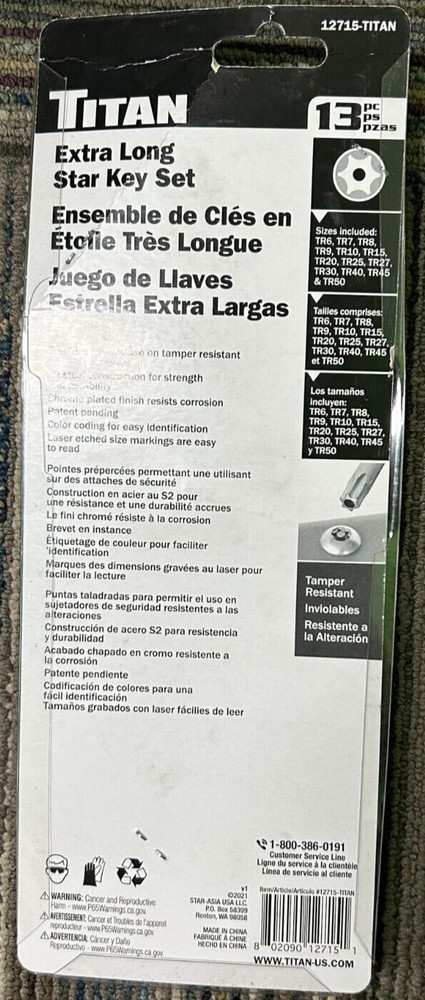 12715-TITAN
TITAN
13 pc
ps
pzas
Extra Long
Star Key Set
Ensemble de Clés en
Étoile Très Longue
Juego de Llaves
Estrella Extra Largas
Sizes included:
TR6, TR7, TR8,
TR9, TR10, TR15,
TR20, TR25, TR27,
TR30, TR40, TR45
& TR50
Tailles comprises:
TR6, TR7, TR8,
TR9, TR10, TR15,
TR20, TR25, TR27,
TR30, TR40, TR45
et TR50
Los tamaños
incluyen:
TR6, TR7, TR8,
TR9, TR10, TR15,
TR20, TR25, TR27,
TR30, TR40, TR45
y TR50
on tamper resistant
for strength
Chrome plated finish resists corrosion
Patent pending
Color coding for easy identification
Laser etched size markings are easy
to read
Pointes prépercées permettant une utilisant
sur des attaches de sécurité
Construction en acier au S2 pour
une résistance et une durabilité accrues
Le fini chromé résiste à la corrosion
Brevet en instance
Étiquetage de couleur pour faciliter
'identification
Marques des dimensions gravées au laser pour
faciliter la lecture
Puntas taladradas para permitir el uso en
sujetadores de seguridad resistentes a las
alteraciones
Construcción de acero S2 para resistencia
y durabilidad
Acabado chapado en cromo resistente a
la corrosión
Patente pendiente
Codificación de colores para una
fácil identificación
Tamaños grabados con laser fácilies de leer
Tamper
Resistant
Inviolables
Resistente a
la Alteración
1-800-386-0191
Customer Service Line
Ligne du service à la clientèle
Línea de servicio al cliente
WARNING: Cancer and Reproductive
Harm - www.P65Warnings.ca.gov.
AVERTISSEMENT: Cancer et Troubles de l'appareil
reproducteur - www.P65Warnings.ca.gov.
ADVERTENCIA: Cáncer y Daño
Reproductivo - www.P65Warnings.ca.gov
v1
©2021
STAR-ASIA USA LLC.
P.O. Box 58399
Renton, WA 98058
MADE IN CHINA
FABRIQUÉ À CHINE
HECHO EN CHINA
Item/Article/Artículo #12715-TITAN
8 02090 12715 1
WWW.TITAN-US.COM